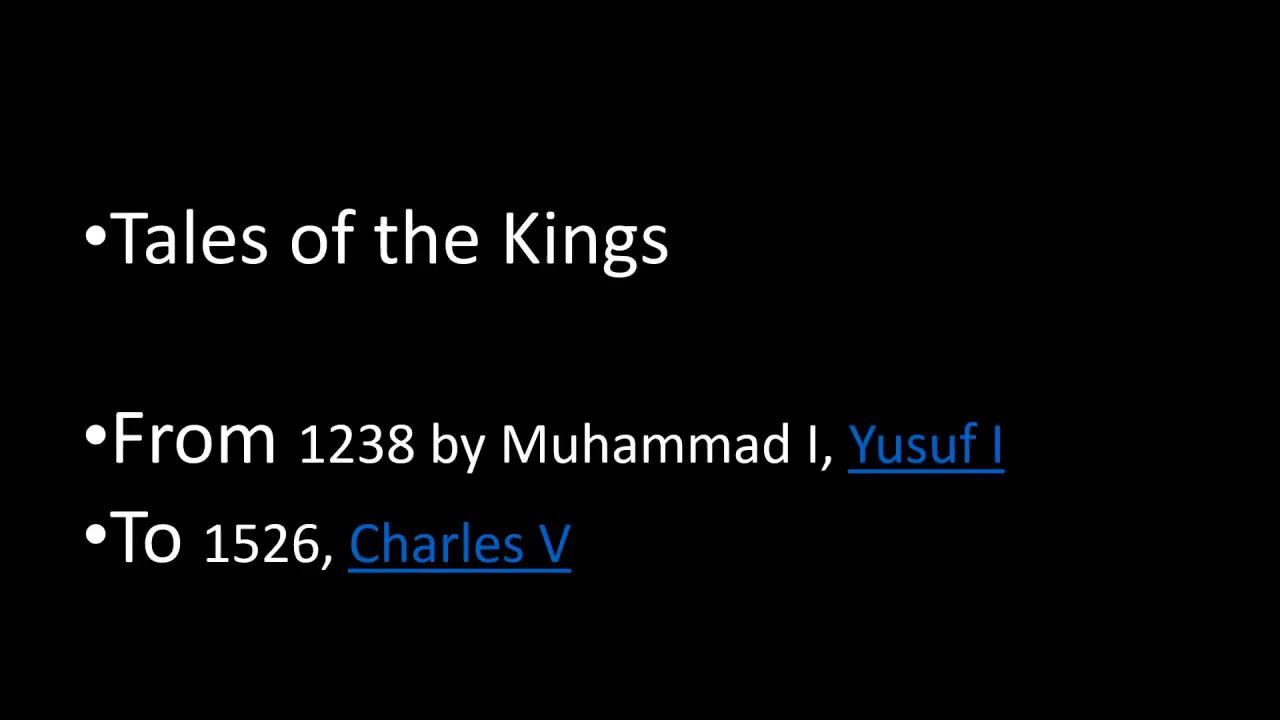 •Tales of the Kings
•From 1238 by Muhammad I, Yusuf I
•To 1526, Charles V